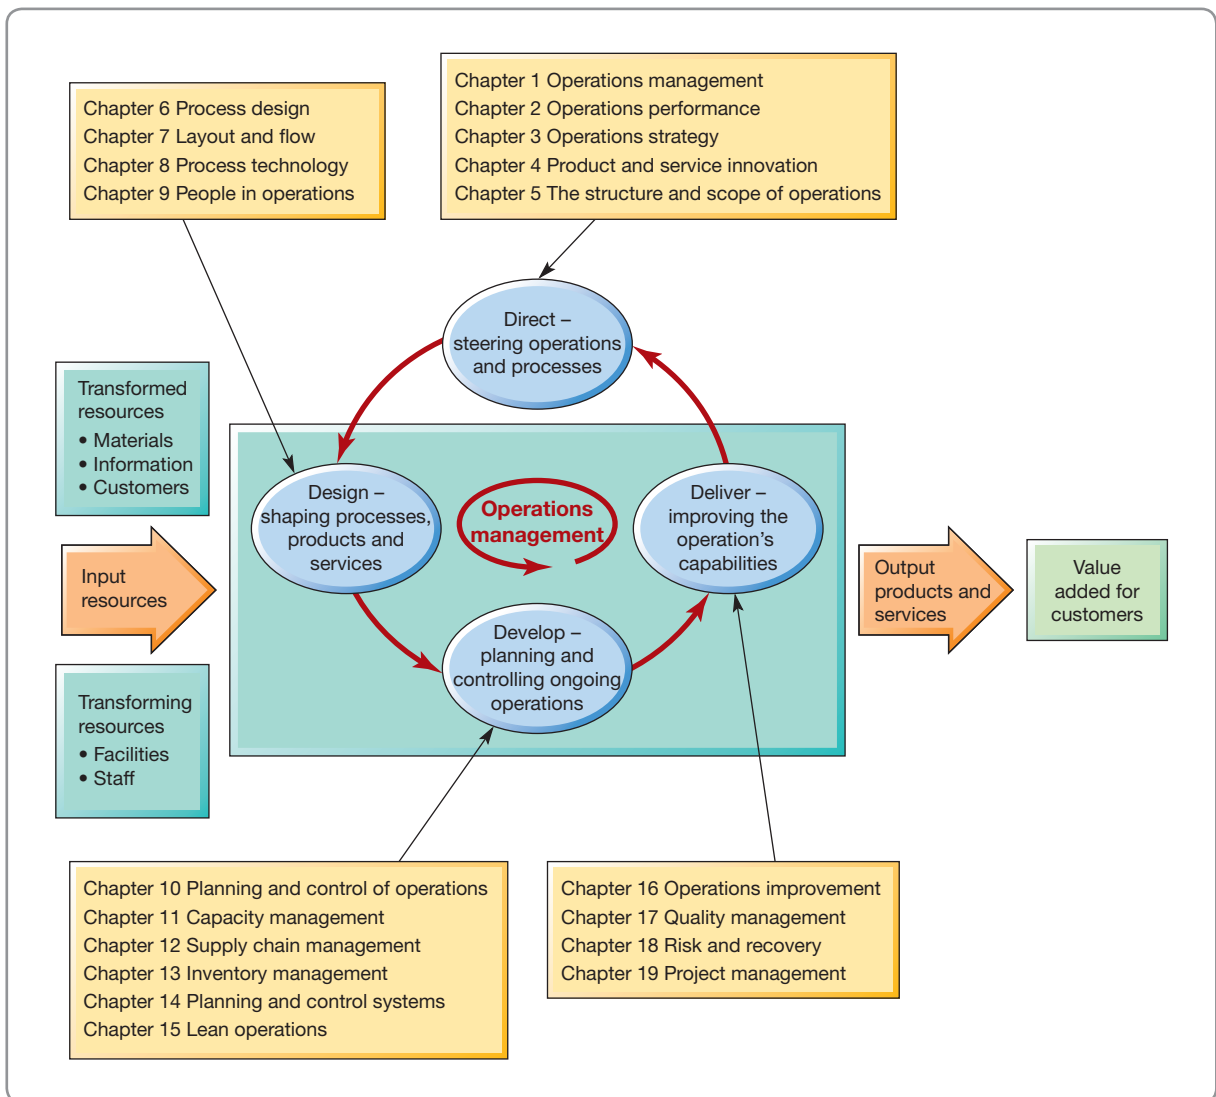 Chapter 6 Process design
Chapter 7 Layout and flow
Chapter 8 Process technology
Chapter 9 People in operations
Chapter 1 Operations management
Chapter 2 Operations performance
Chapter 3 Operations strategy
Chapter 4 Product and service innovation
Chapter 5 The structure and scope of operations
Direct –
steering operations
and processes
Transformed
resources
• Materials
• Information
• Customers
Design –
shaping processes,
products and
services
Operations
management
Deliver –
improving the
operation’s
capabilities
Input
resources
Output
products and
services
Value
added for
customers
Develop –
planning and
controlling ongoing
operations
Transforming
resources
• Facilities
• Staff
Chapter 10 Planning and control of operations
Chapter 11 Capacity management
Chapter 12 Supply chain management
Chapter 13 Inventory management
Chapter 14 Planning and control systems
Chapter 15 Lean operations
Chapter 16 Operations improvement
Chapter 17 Quality management
Chapter 18 Risk and recovery
Chapter 19 Project management